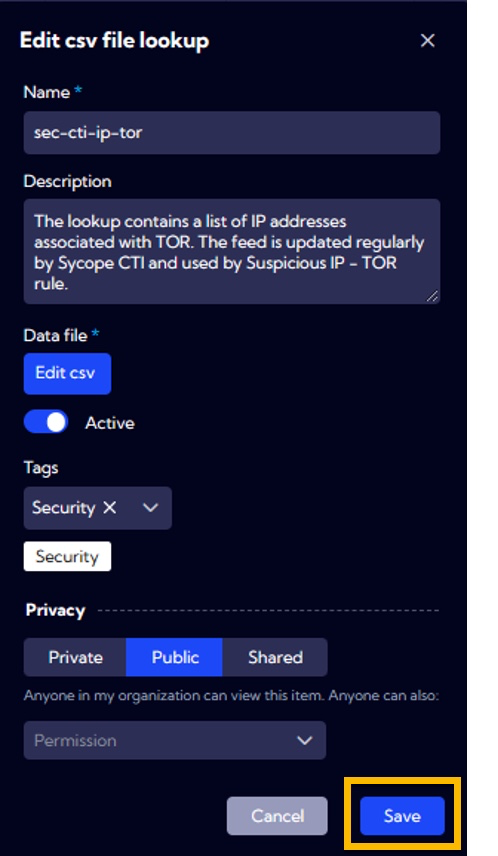 Edit csv file lookup
Name *
sec-cti-ip-tor
Description
The lookup contains a list of IP addresses
associated with TOR. The feed is updated regularly
by Sycope CTI and used by Suspicious IP - TOR
rule.
Data file *
Edit csv
Active
Tags
Security
Security
Privacy
Private Public Shared
Anyone in my organization can view this item. Anyone can also:
Permission
Cancel Save